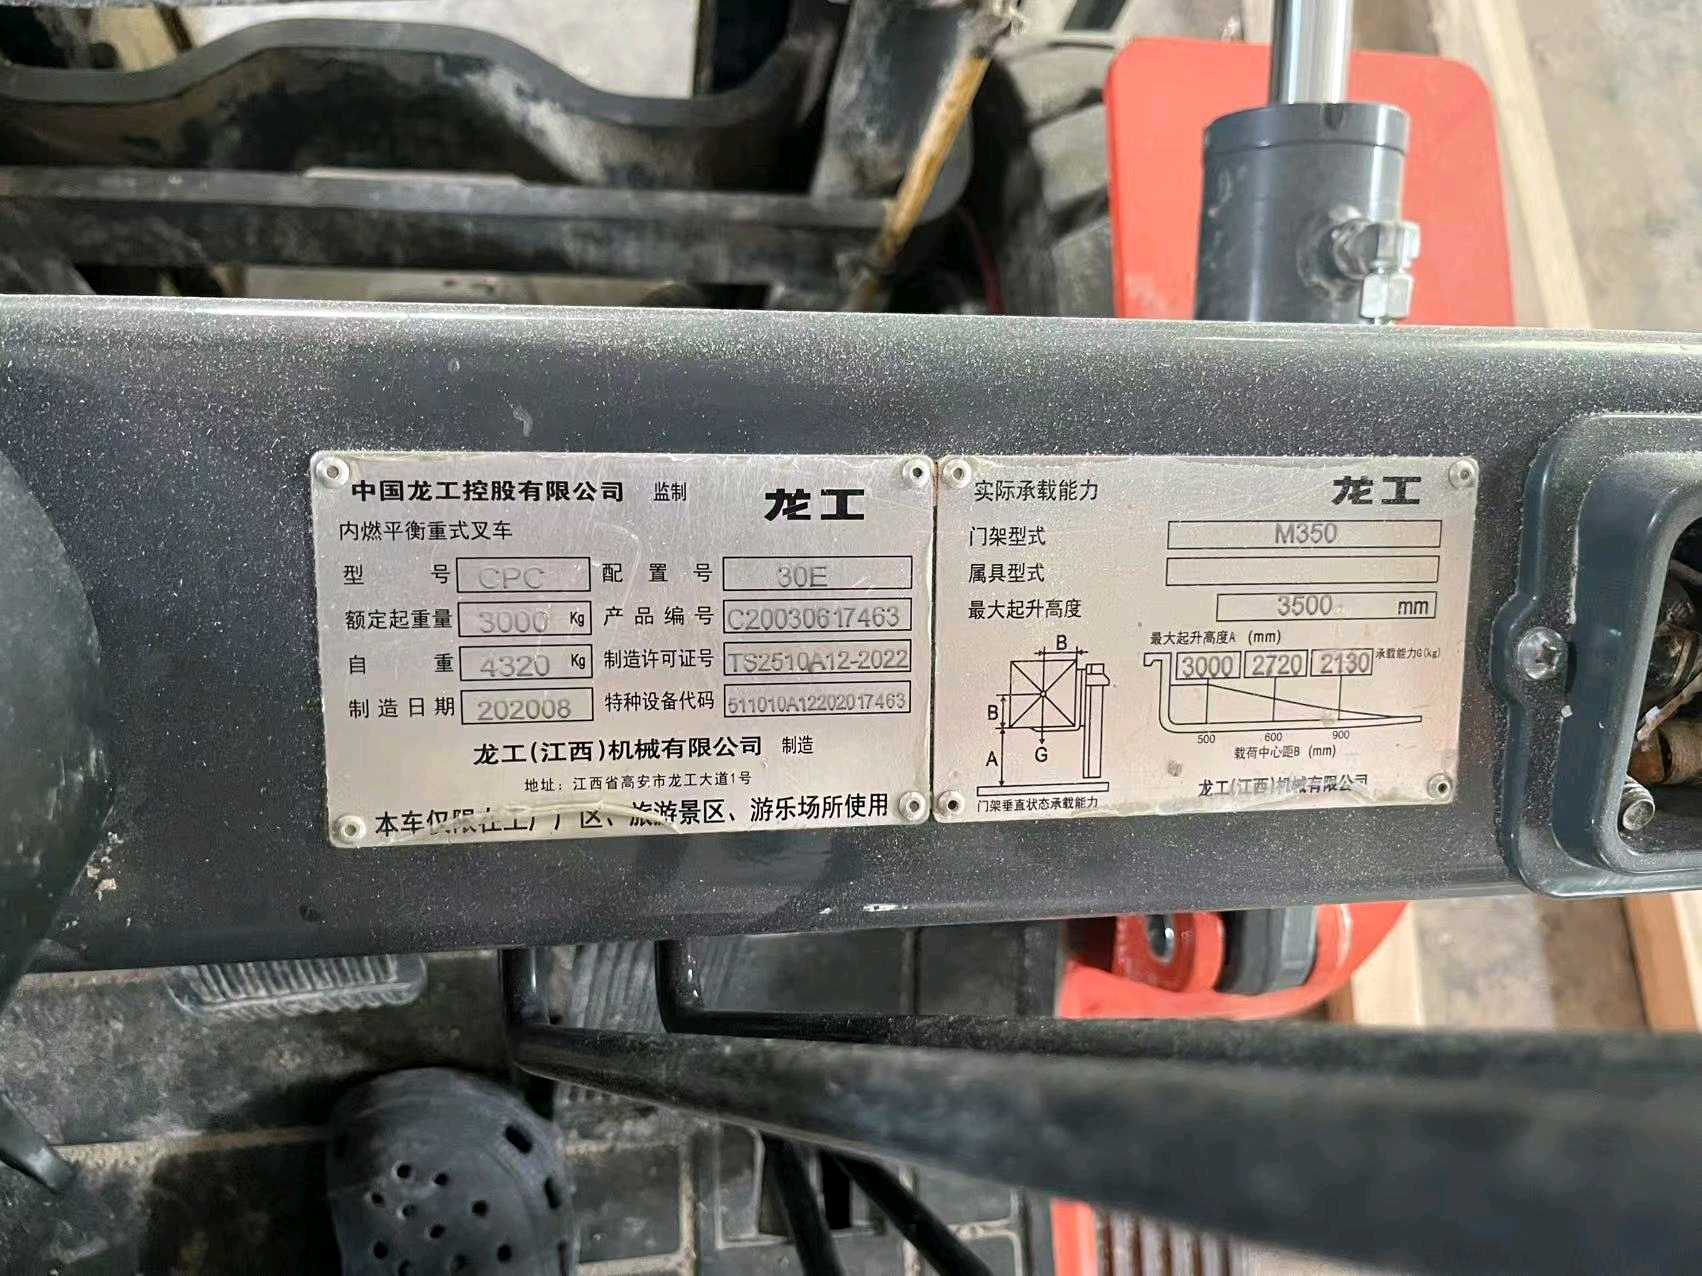 中国龙工控股有限公司 监制 龙工
内燃平衡重式叉车
型 号 CPC 配置号 30E
额定起重量 3000 Kg 产品编号 C20030617463
自 重 4320 Kg 制造许可证号 TS2510A12-2022
制造日期 202008 特种设备代码 511010A12202017463
龙工(江西)机械有限公司 制造
地址：江西省高安市龙工大道1号
本车仅限在工厂厂区、旅游景区、游乐场所使用
实际承载能力 龙工
门架型式 M350
属具型式
最大起升高度 3500 mm
最大起升高度A (mm)
3000 2720 2130 承载能力G(kg)
B
B
A
G
500 600 900
载荷中心距B (mm)
门架垂直状态承载能力
龙工(江西)机械有限公司